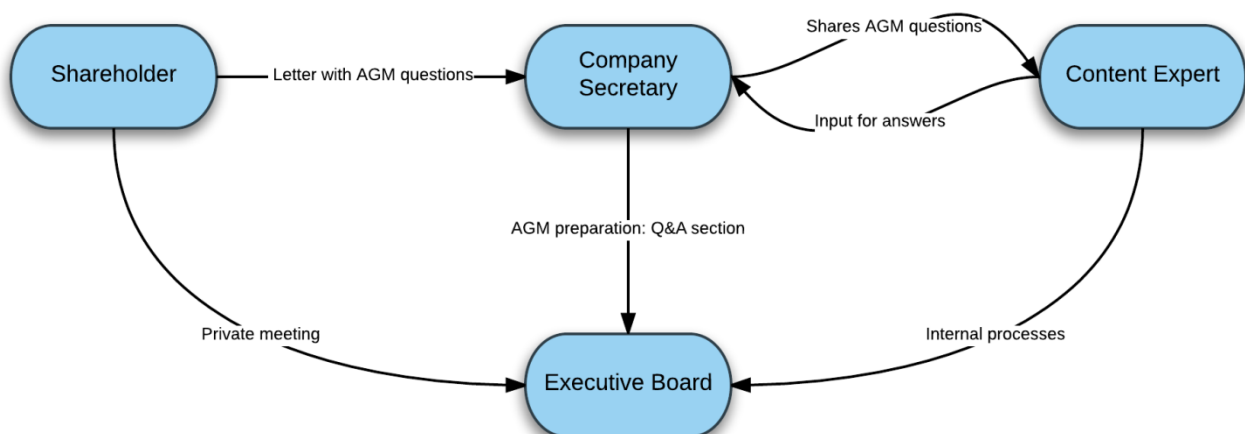 Shares AGM questions
Shareholder
Letter with AGM questions
Company
Secretary
Content Expert
Input for answers
AGM preparation: Q&A section
Private meeting
Internal processes
Executive Board